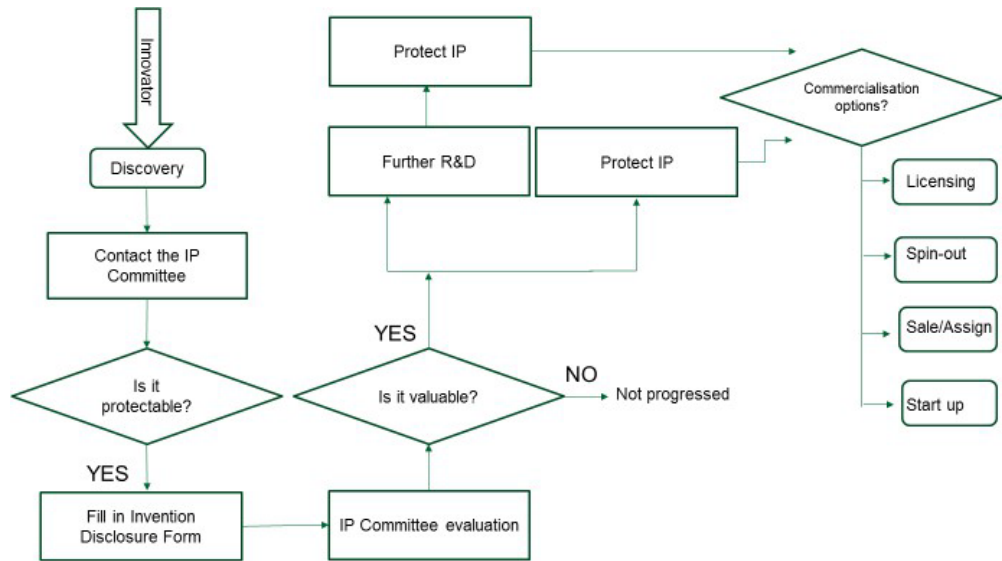 Innovator
Discovery
Contact the IP
Committee
Is it
protectable?
YES
Fill in Invention
Disclosure Form
IP Committee evaluation
Is it valuable?
NO
Not progressed
YES
Further R&D
Protect IP
Protect IP
Commercialisation
options?
Licensing
Spin-out
Sale/Assign
Start up